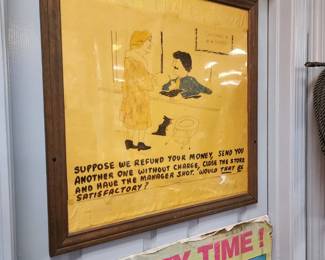 SUPPOSE WE REFUND YOUR MONEY, SEND YOU
ANOTHER ONE WITHOUT CHARGE, CLOSE THE STORE
AND HAVE THE MANAGER SHOT. WOULD THAT BE
SATISFACTORY?
TIME!